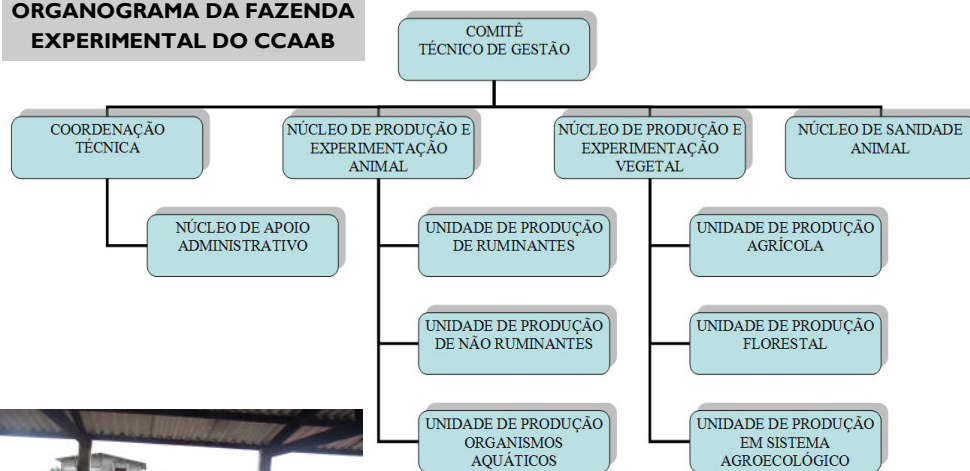 ORGANOGRAMA DA FAZENDA
EXPERIMENTAL DO CCAAB
COMITÊ
TÉCNICO DE GESTÃO
COORDENAÇÃO
TÉCNICA
NÚCLEO DE PRODUÇÃO E
EXPERIMENTAÇÃO
ANIMAL
NÚCLEO DE PRODUÇÃO E
EXPERIMENTAÇÃO
VEGETAL
NÚCLEO DE SANIDADE
ANIMAL
NÚCLEO DE APOIO
ADMINISTRATIVO
UNIDADE DE PRODUÇÃO
DE RUMINANTES
UNIDADE DE PRODUÇÃO
AGRÍCOLA
UNIDADE DE PRODUÇÃO
DE NÃO RUMINANTES
UNIDADE DE PRODUÇÃO
FLORESTAL
UNIDADE DE PRODUÇÃO
ORGANISMOS
AQUÁTICOS
UNIDADE DE PRODUÇÃO
EM SISTEMA
AGROECOLÓGICO